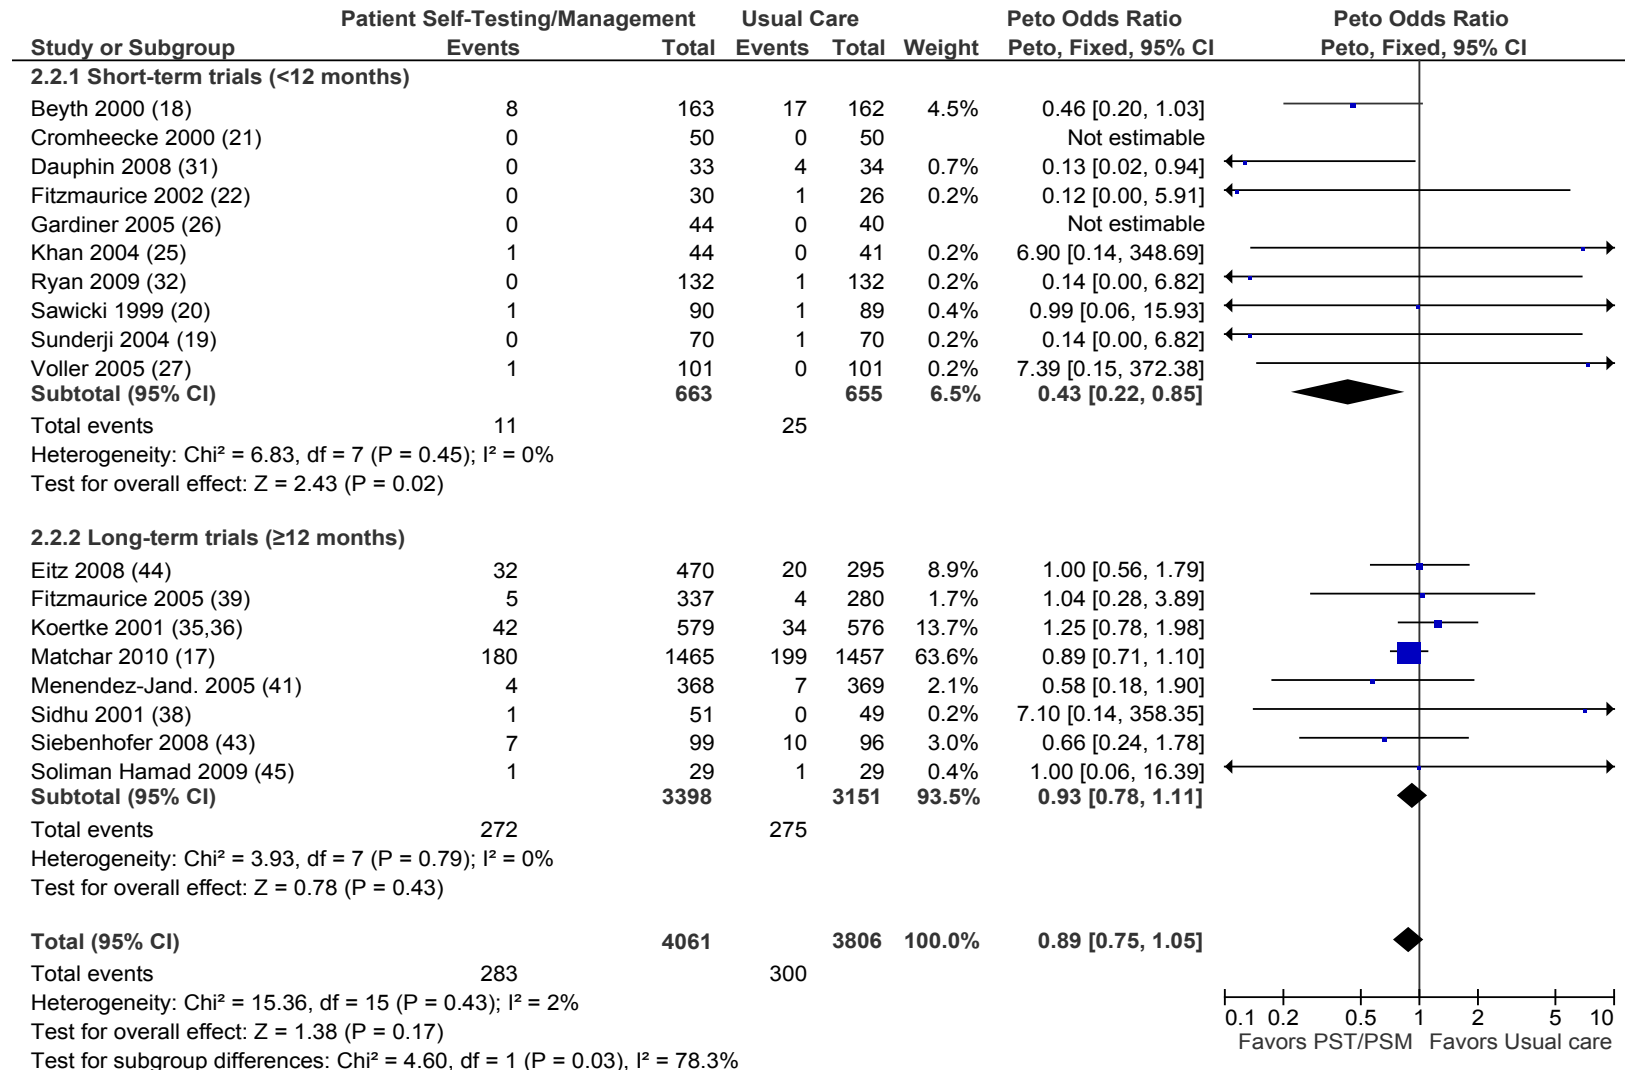 Patient Self-Testing/Management Usual Care Peto Odds Ratio Peto Odds Ratio
Study or Subgroup Events Total Events Total Weight Peto, Fixed, 95% CI Peto, Fixed, 95% CI
2.2.1 Short-term trials (<12 months)
Beyth 2000 (18) 8 163 17 162 4.5% 0.46 [0.20, 1.03]
Cromheecke 2000 (21) 0 50 0 50 Not estimable
Dauphin 2008 (31) 0 33 4 34 0.7% 0.13 [0.02, 0.94]
Fitzmaurice 2002 (22) 0 30 1 26 0.2% 0.12 [0.00, 5.91]
Gardiner 2005 (26) 0 44 0 40 Not estimable
Khan 2004 (25) 1 44 0 41 0.2% 6.90 [0.14, 348.69]
Ryan 2009 (32) 0 132 1 132 0.2% 0.14 [0.00, 6.82]
Sawicki 1999 (20) 1 90 1 89 0.4% 0.99 [0.06, 15.93]
Sunderji 2004 (19) 0 70 1 70 0.2% 0.14 [0.00, 6.82]
Voller 2005 (27) 1 101 0 101 0.2% 7.39 [0.15, 372.38]
Subtotal (95% CI) 663 655 6.5% 0.43 [0.22, 0.85]
Total events 11 25
Heterogeneity: Chi² = 6.83, df = 7 (P = 0.45); I² = 0%
Test for overall effect: Z = 2.43 (P = 0.02)
2.2.2 Long-term trials (≥12 months)
Eitz 2008 (44) 32 470 20 295 8.9% 1.00 [0.56, 1.79]
Fitzmaurice 2005 (39) 5 337 4 280 1.7% 1.04 [0.28, 3.89]
Koertke 2001 (35,36) 42 579 34 576 13.7% 1.25 [0.78, 1.98]
Matchar 2010 (17) 180 1465 199 1457 63.6% 0.89 [0.71, 1.10]
Menendez-Jand. 2005 (41) 4 368 7 369 2.1% 0.58 [0.18, 1.90]
Sidhu 2001 (38) 1 51 0 49 0.2% 7.10 [0.14, 358.35]
Siebenhofer 2008 (43) 7 99 10 96 3.0% 0.66 [0.24, 1.78]
Soliman Hamad 2009 (45) 1 29 1 29 0.4% 1.00 [0.06, 16.39]
Subtotal (95% CI) 3398 3151 93.5% 0.93 [0.78, 1.11]
Total events 272 275
Heterogeneity: Chi² = 3.93, df = 7 (P = 0.79); I² = 0%
Test for overall effect: Z = 0.78 (P = 0.43)
Total (95% CI) 4061 3806 100.0% 0.89 [0.75, 1.05]
Total events 283 300
Heterogeneity: Chi² = 15.36, df = 15 (P = 0.43); I² = 2%
Test for overall effect: Z = 1.38 (P = 0.17)
Test for subgroup differences: Chi² = 4.60, df = 1 (P = 0.03), I² = 78.3%
0.1 0.2 0.5 1 2 5 10
Favors PST/PSM Favors Usual care